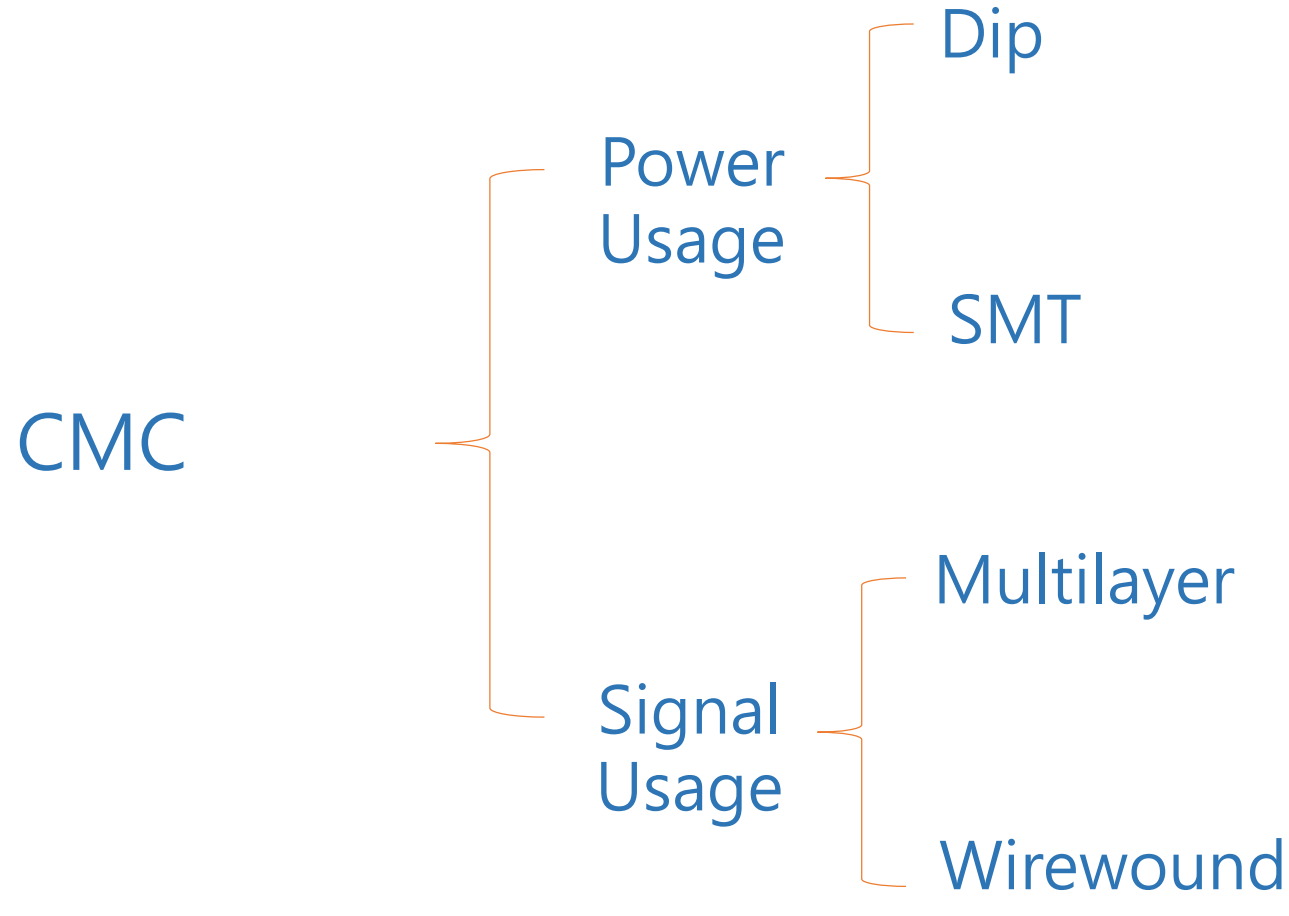 CMC
Power
Usage
Dip
SMT
Signal
Usage
Multilayer
Wirewound